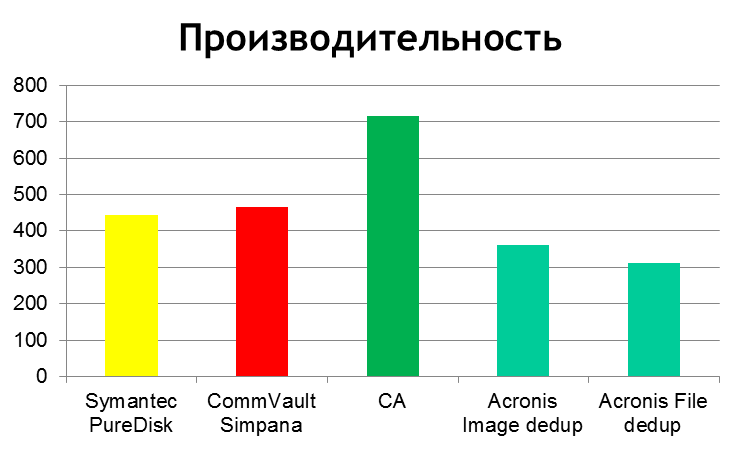 Производительность
800
700
600
500
400
300
200
100
0
Symantec PureDisk
CommVault Simpana
CA
Acronis Image dedup
Acronis File dedup